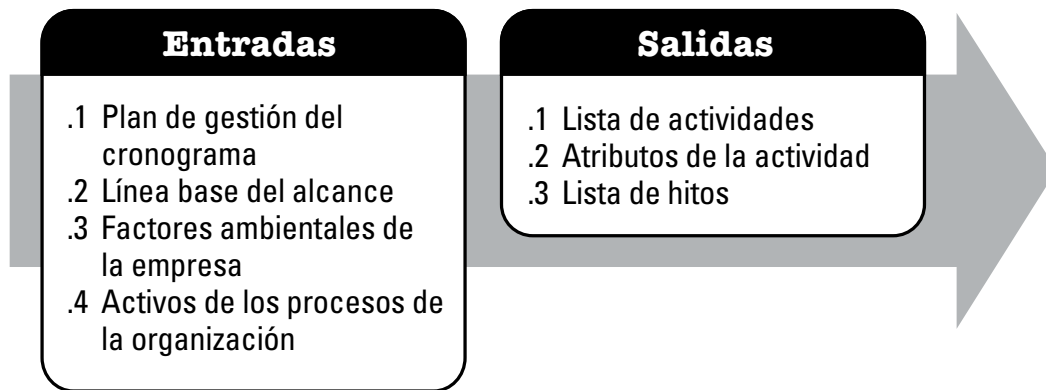 Entradas
.1 Plan de gestión del
cronograma
.2 Línea base del alcance
.3 Factores ambientales de
la empresa
.4 Activos de los procesos de
la organización
Salidas
.1 Lista de actividades
.2 Atributos de la actividad
.3 Lista de hitos